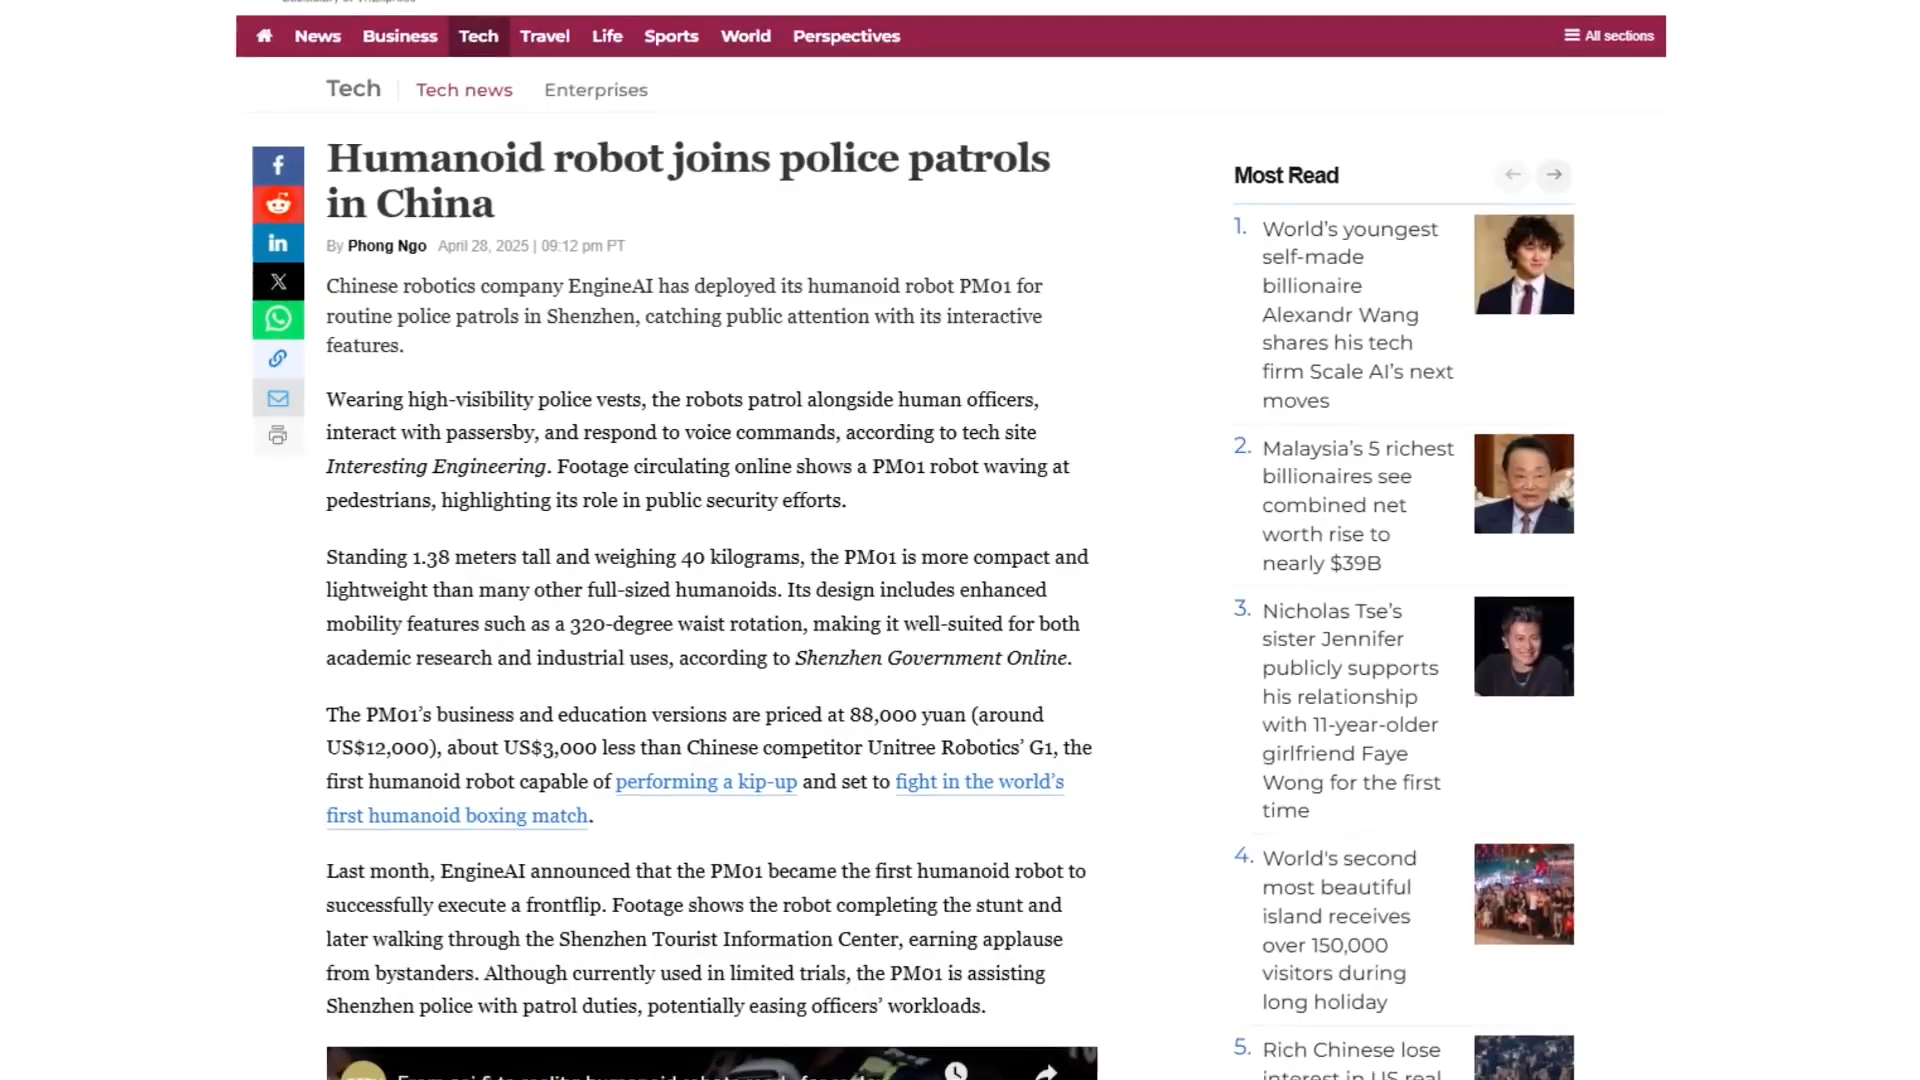 News Business Tech Travel Life Sports World Perspectives All sections
Tech Tech news Enterprises
Humanoid robot joins police patrols
in China
By Phong Ngo April 28, 2025 | 09:12 pm PT
Chinese robotics company EngineAI has deployed its humanoid robot PM01 for
routine police patrols in Shenzhen, catching public attention with its interactive
features.
Wearing high-visibility police vests, the robots patrol alongside human officers,
interact with passersby, and respond to voice commands, according to tech site
Interesting Engineering. Footage circulating online shows a PM01 robot waving at
pedestrians, highlighting its role in public security efforts.
Standing 1.38 meters tall and weighing 40 kilograms, the PM01 is more compact and
lightweight than many other full-sized humanoids. Its design includes enhanced
mobility features such as a 320-degree waist rotation, making it well-suited for both
academic research and industrial uses, according to Shenzhen Government Online.
The PM01’s business and education versions are priced at 88,000 yuan (around
US$12,000), about US$3,000 less than Chinese competitor Unitree Robotics’ G1, the
first humanoid robot capable of performing a kip-up and set to fight in the world’s
first humanoid boxing match.
Last month, EngineAI announced that the PM01 became the first humanoid robot to
successfully execute a frontflip. Footage shows the robot completing the stunt and
later walking through the Shenzhen Tourist Information Center, earning applause
from bystanders. Although currently used in limited trials, the PM01 is assisting
Shenzhen police with patrol duties, potentially easing officers’ workloads.
Most Read
1. World’s youngest
self-made
billionaire
Alexandr Wang
shares his tech
firm Scale AI’s next
moves
2. Malaysia’s 5 richest
billionaires see
combined net
worth rise to
nearly $39B
3. Nicholas Tse’s
sister Jennifer
publicly supports
his relationship
with 11-year-older
girlfriend Faye
Wong for the first
time
4. World's second
most beautiful
island receives
over 150,000
visitors during
long holiday
5. Rich Chinese lose
interest in US real